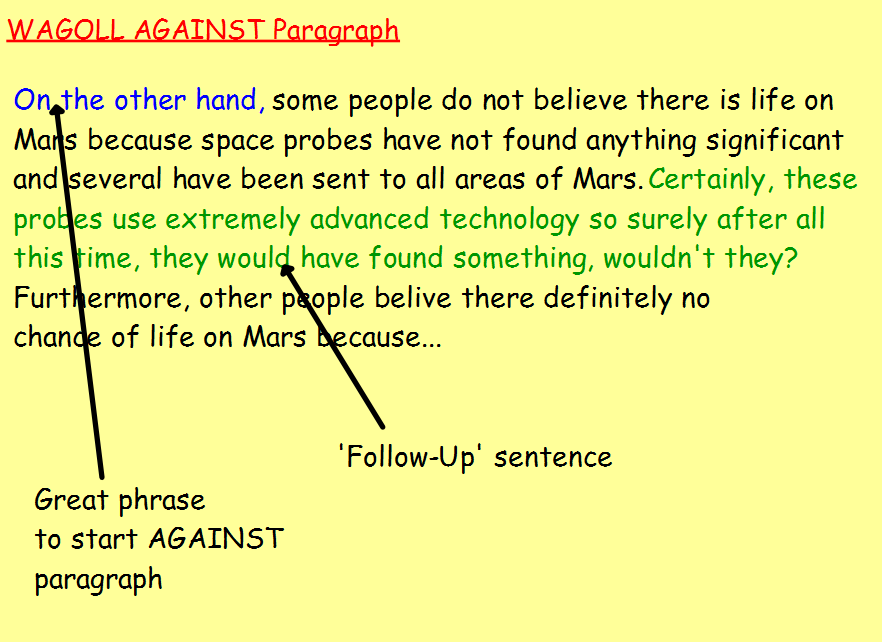 WAGOLL AGAINST Paragraph
On the other hand, some people do not believe there is life on
Mars because space probes have not found anything significant
and several have been sent to all areas of Mars. Certainly, these
probes use extremely advanced technology so surely after all
this time, they would have found something, wouldn't they?
Furthermore, other people belive there definitely no
chance of life on Mars because...
'Follow-Up' sentence
Great phrase
to start AGAINST
paragraph